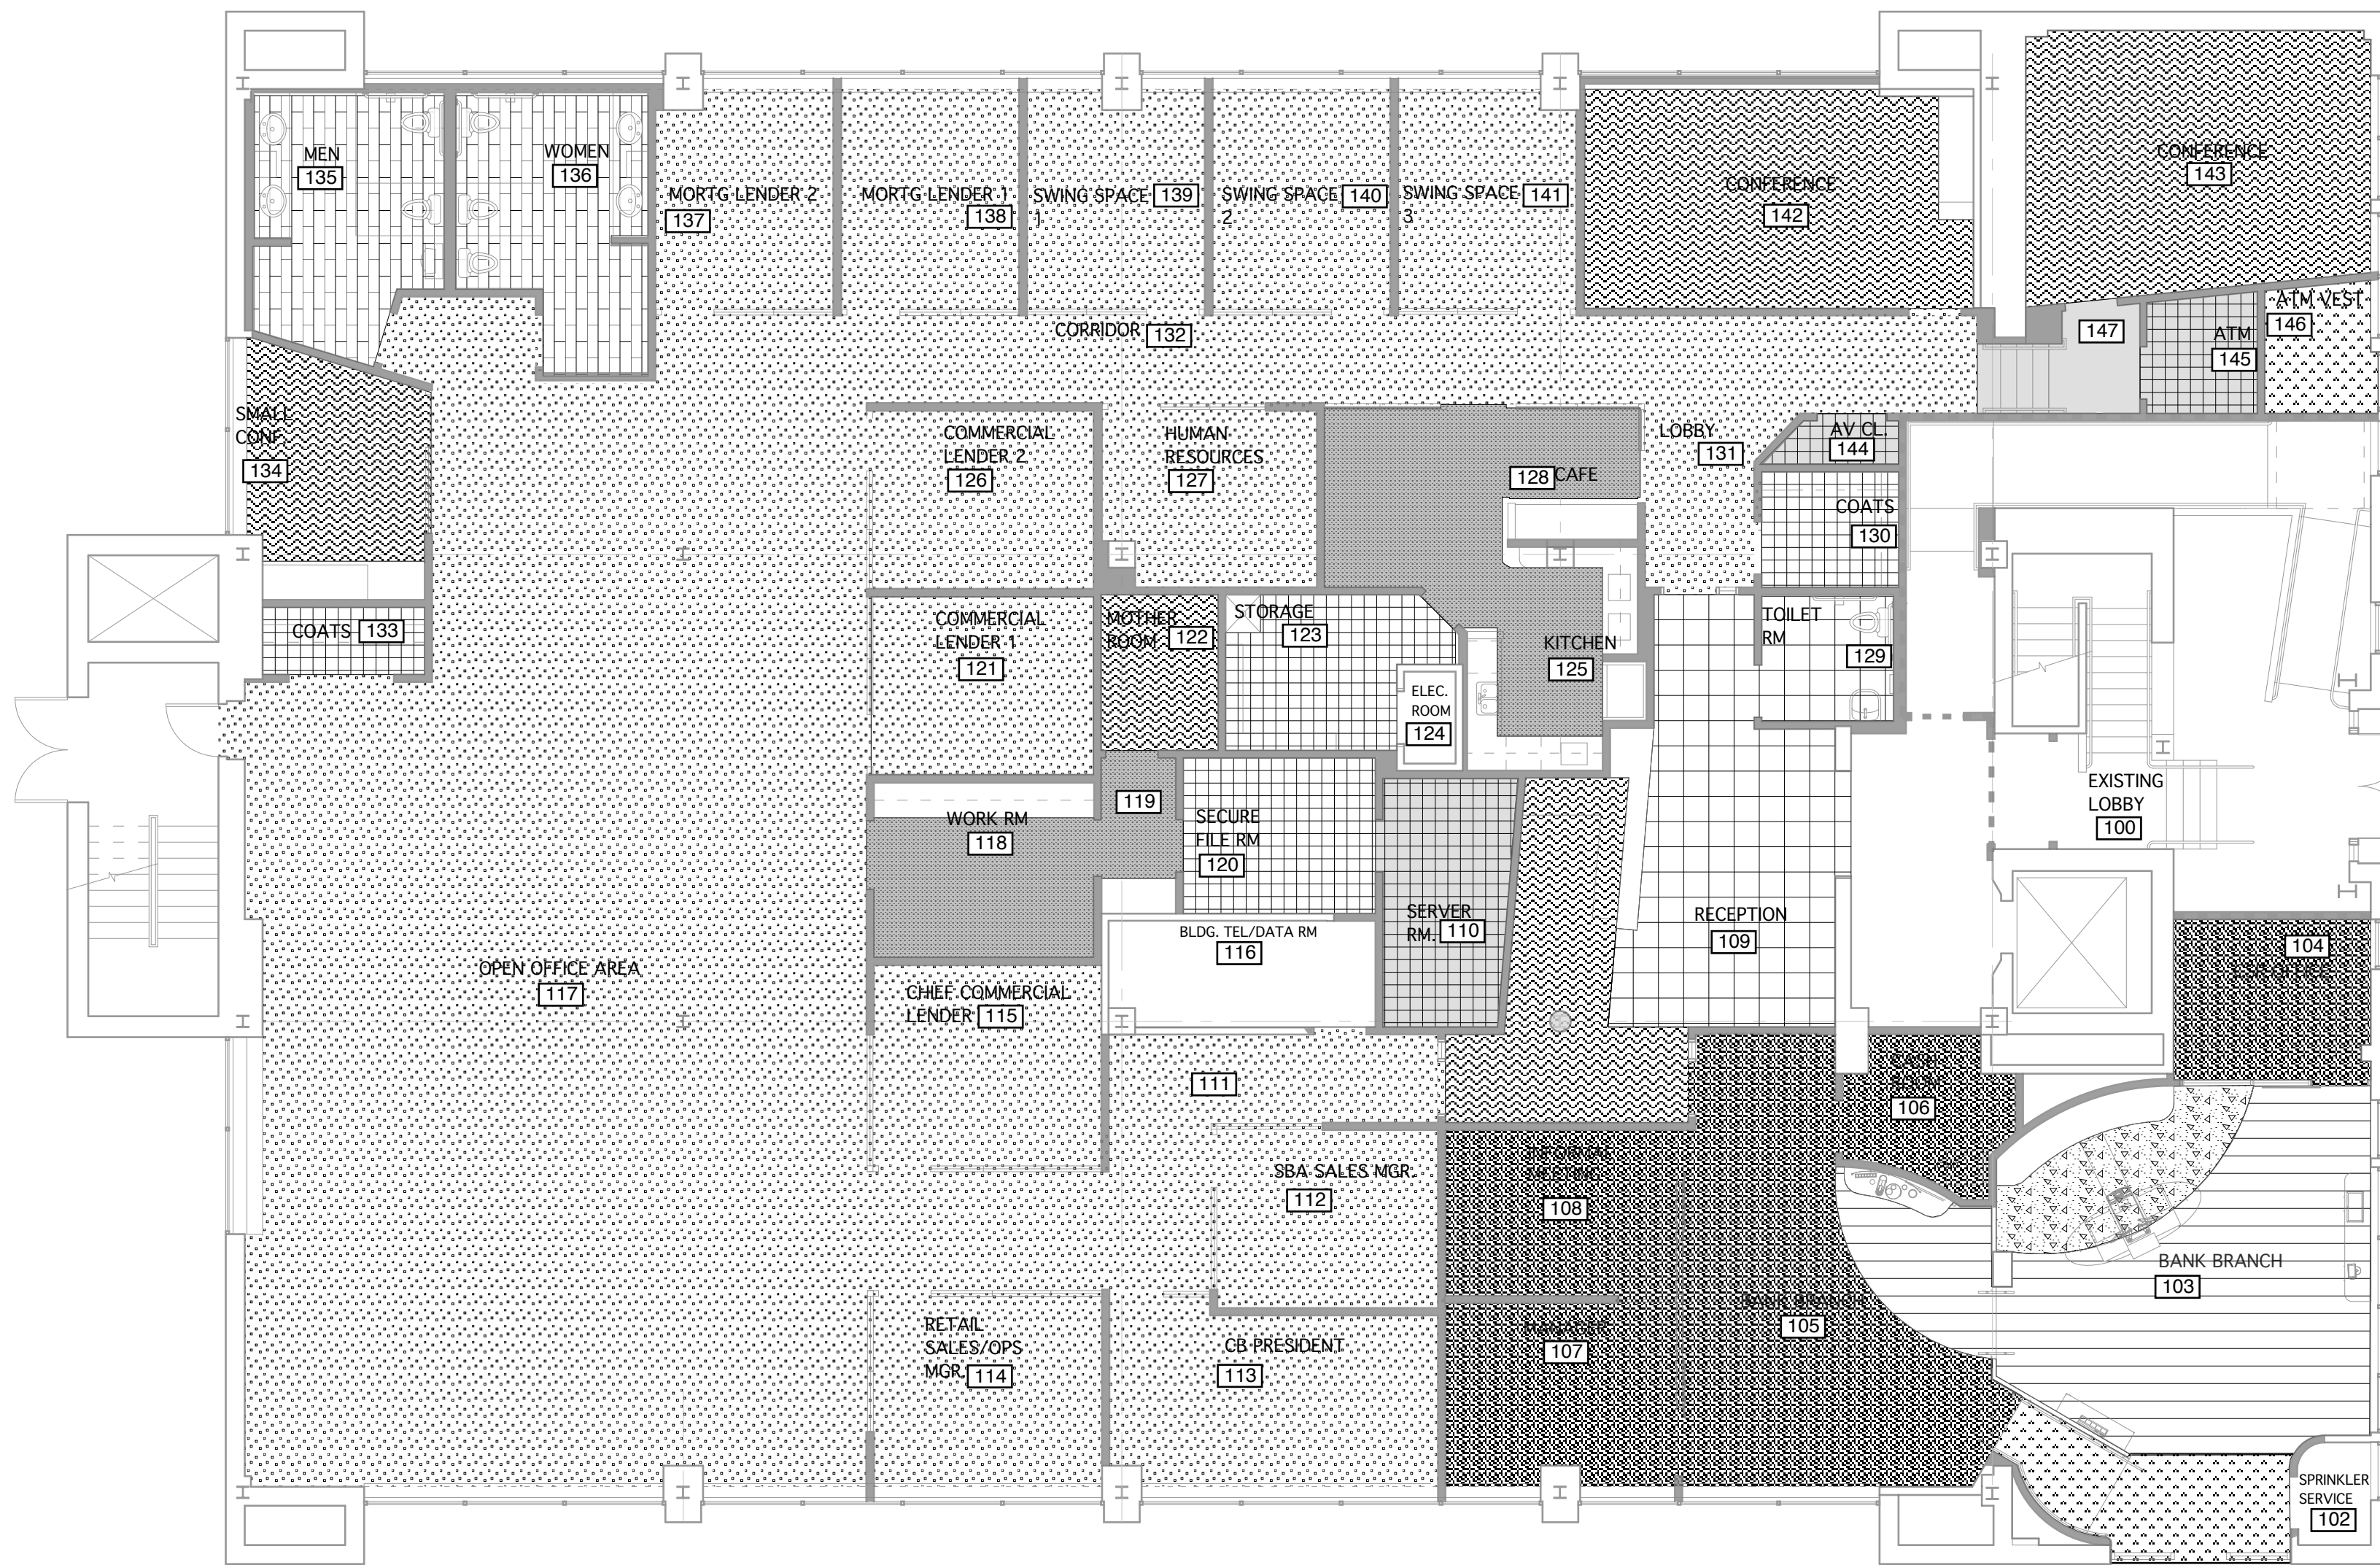 MEN
135
WOMEN
136
MORTG LENDER 2
137
MORTG LENDER 1
138
SWING SPACE 139
1
SWING SPACE 140
2
SWING SPACE 141
3
CONFERENCE
142
CONFERENCE
143
ATM VEST.
146
147
ATM
145
CORRIDOR 132
SMALL
CONF.
134
COMMERCIAL
LENDER 2
126
HUMAN
RESOURCES
127
128 CAFE
LOBBY
131
AV CL.
144
COATS
130
COATS 133
COMMERCIAL
LENDER 1
121
MOTHER
ROOM 122
STORAGE
123
KITCHEN
125
TOILET
RM
129
ELEC.
ROOM
124
EXISTING
LOBBY
100
119
WORK RM
118
SECURE
FILE RM
120
SERVER
RM. 110
RECEPTION
109
BLDG. TEL/DATA RM
116
104
OPEN OFFICE AREA
117
CHIEF COMMERCIAL
LENDER 115
111
106
INFORMAL
MEETING
108
SBA SALES MGR.
112
BANK BRANCH
103
BANK BRANCH
105
RETAIL
SALES/OPS
MGR. 114
CB PRESIDENT
113
MANAGER
107
SPRINKLER
SERVICE
102